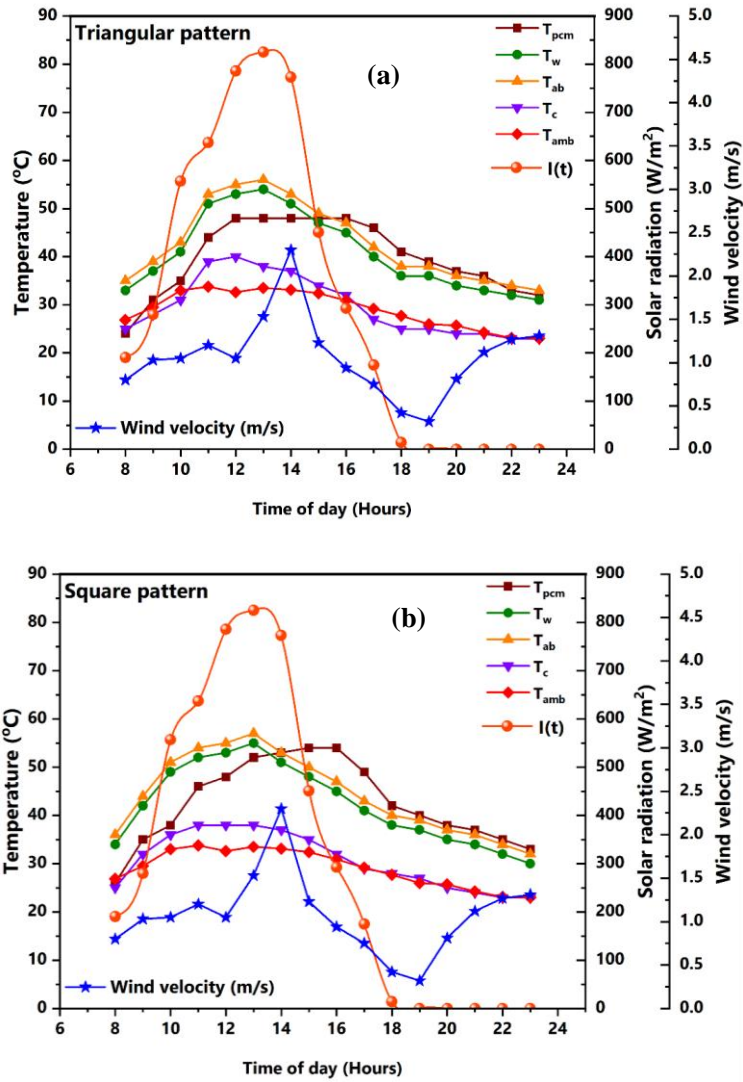 Triangular pattern
(a)
T_pcm
T_w
T_ab
T_c
T_amb
I(t)
Wind velocity (m/s)
Temperature (°C)
90
80
70
60
50
40
30
20
10
0
6 8 10 12 14 16 18 20 22 24
Time of day (Hours)
900
800
700
600
500
400
300
200
100
0
Solar radiation (W/m²)
5.0
4.5
4.0
3.5
3.0
2.5
2.0
1.5
1.0
0.5
0.0
Wind velocity (m/s)
Square pattern
(b)
T_pcm
T_w
T_ab
T_c
T_amb
I(t)
Wind velocity (m/s)
Temperature (°C)
90
80
70
60
50
40
30
20
10
0
6 8 10 12 14 16 18 20 22 24
Time of day (Hours)
900
800
700
600
500
400
300
200
100
0
Solar radiation (W/m²)
5.0
4.5
4.0
3.5
3.0
2.5
2.0
1.5
1.0
0.5
0.0
Wind velocity (m/s)